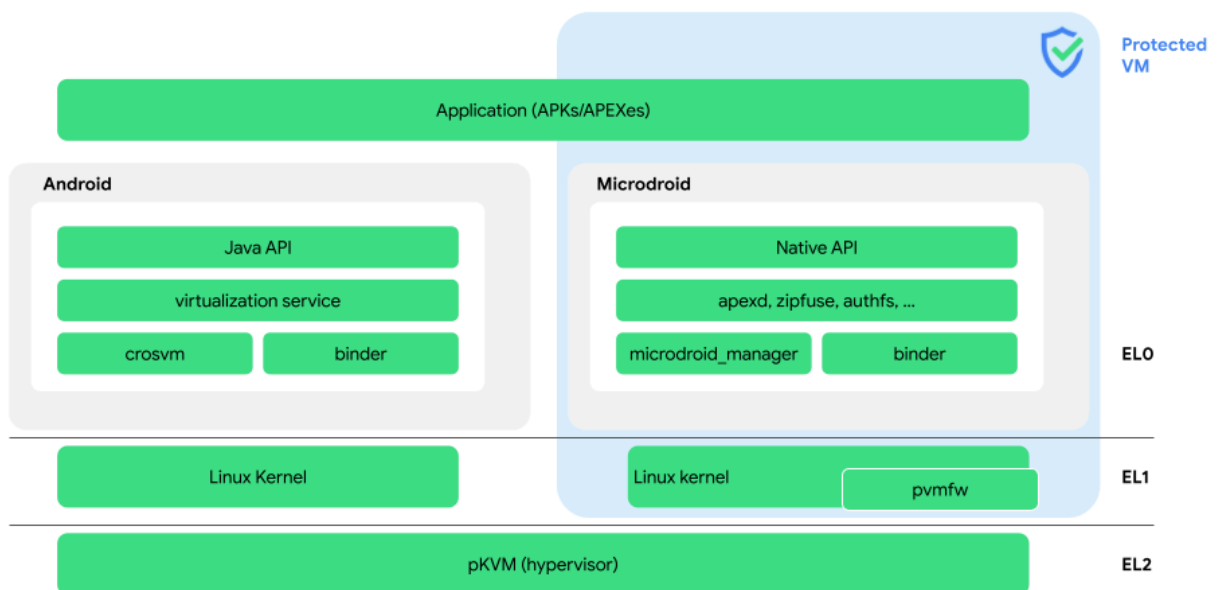 Protected
VM
Application (APKs/APEXes)
Android
Microdroid
Java API
Native API
virtualization service
apexd, zipfuse, authfs, ...
crosvm
binder
microdroid_manager
binder
EL0
Linux Kernel
Linux kernel
pvmfw
EL1
pKVM (hypervisor)
EL2